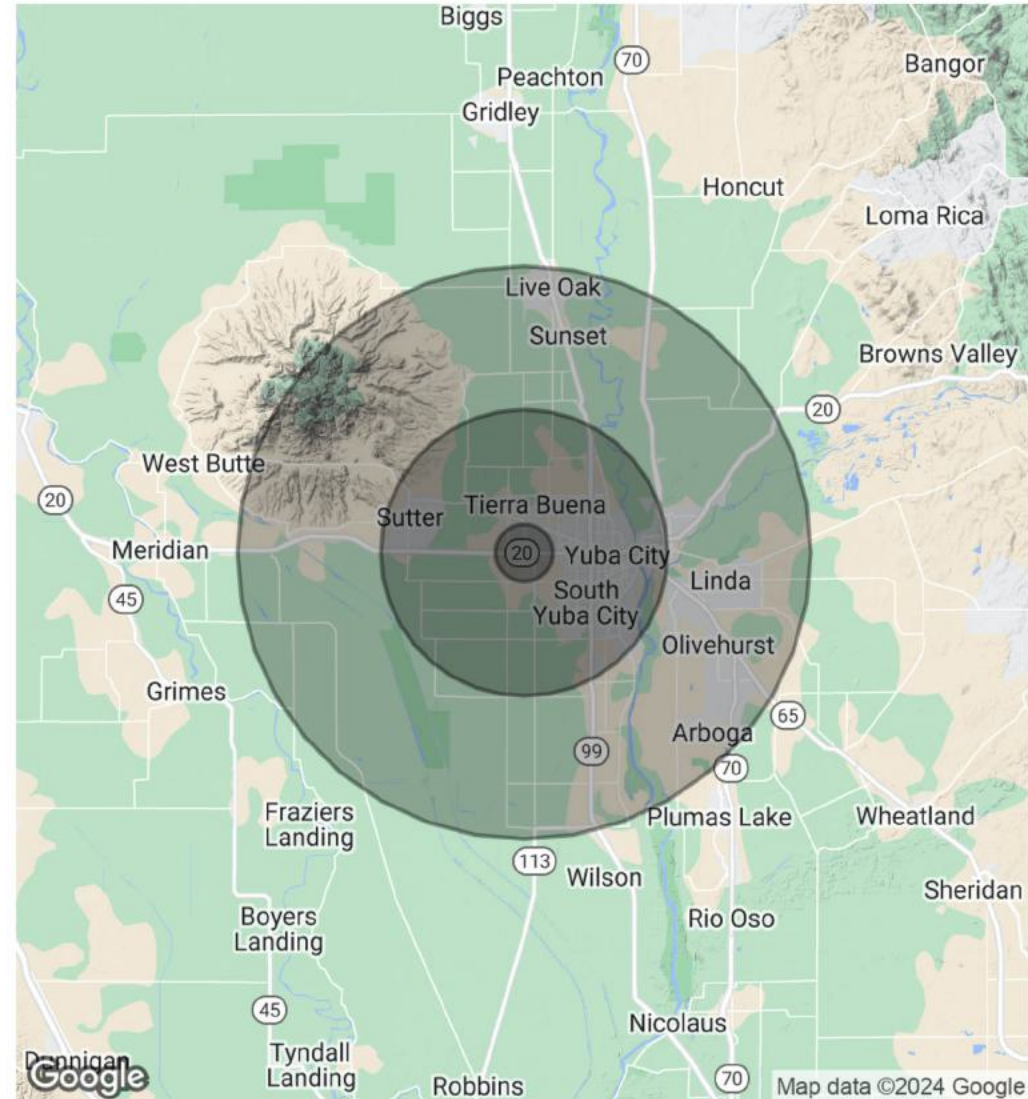 Biggs
70
Bangor
Peachton
Gridley
Honcut
Loma Rica
Live Oak
Sunset
Browns Valley
20
West Butte
20
Tierra Buena
Sutter
Meridian
20
Yuba City
Linda
45
South
Yuba City
Olivehurst
Grimes
65
Arboga
99
70
Fraziers
Landing
Plumas Lake
Wheatland
113
Wilson
Sheridan
Boyers
Landing
Rio Oso
45
Nicolaus
Dunnigan
Tyndall
Landing
Google
Robbins
70
Map data ©2024 Google